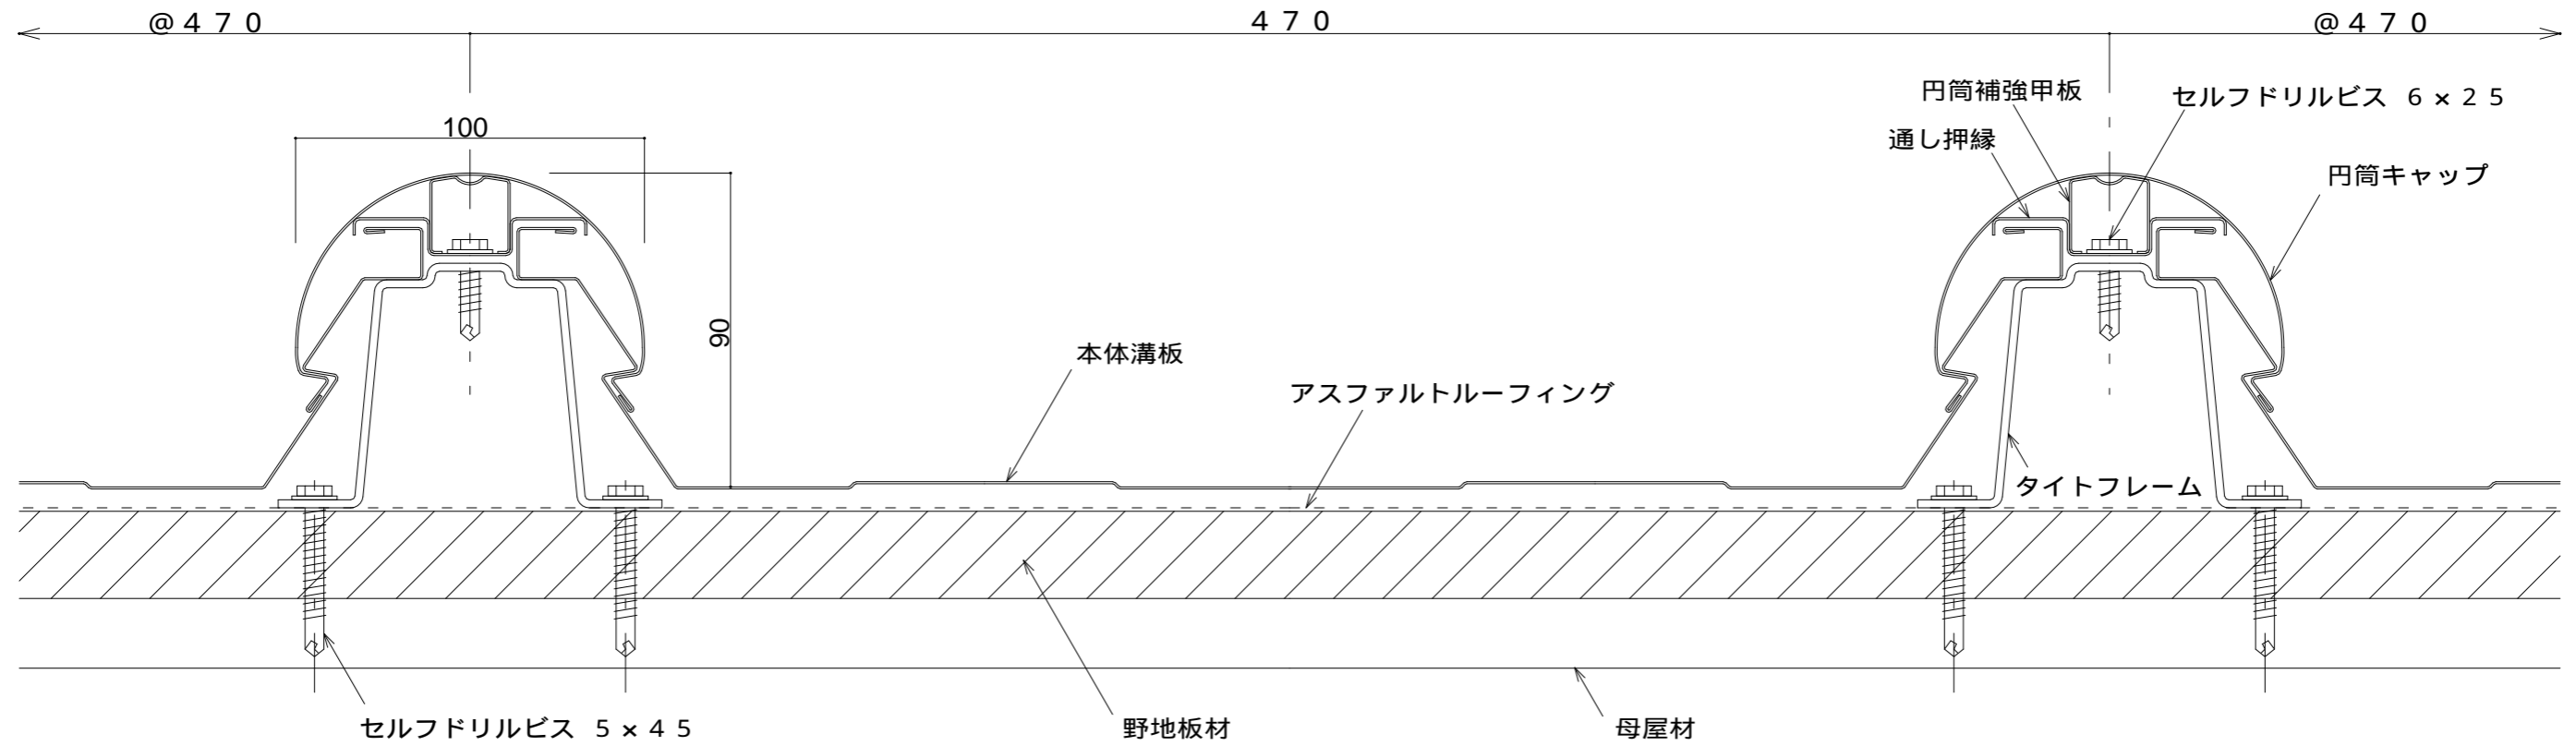 @470
470
@470
円筒補強甲板
セルフドリルビス 6×25
100
通し押縁
円筒キャップ
90
本体溝板
アスファルトルーフィング
タイトフレーム
セルフドリルビス 5×45
野地板材
母屋材